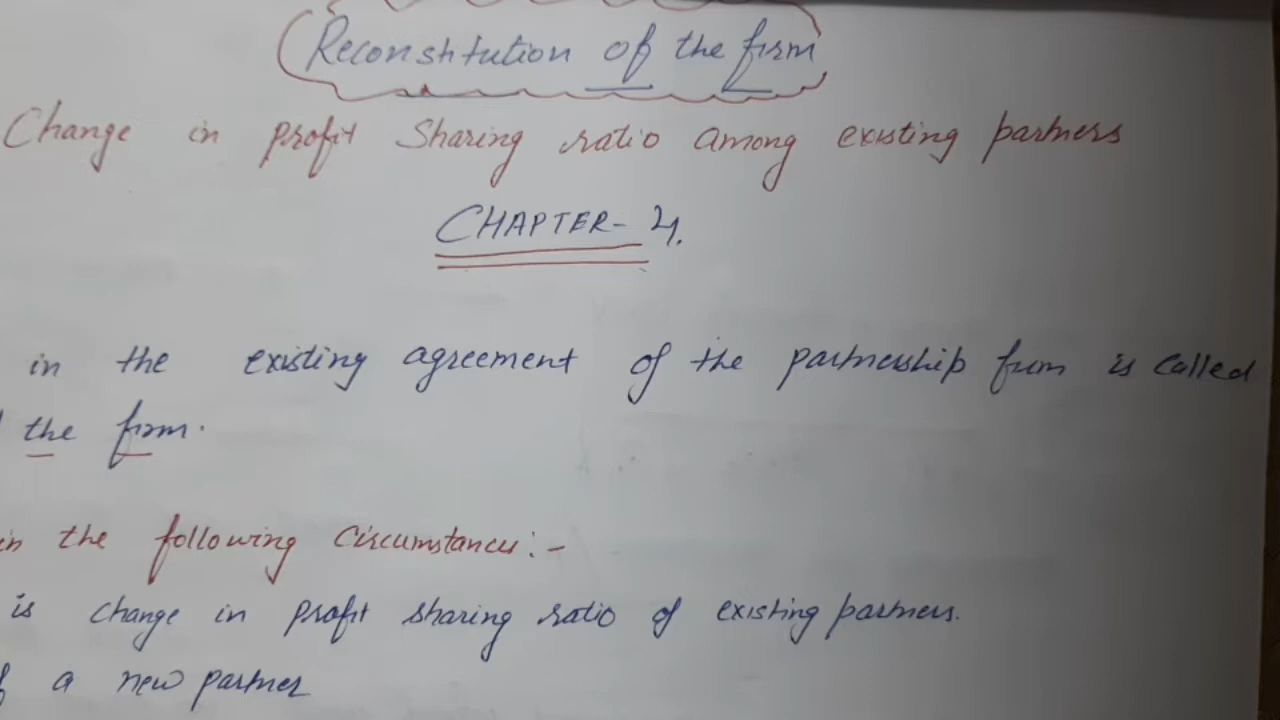 Reconstitution of the firm
Change in profit Sharing ratio among existing partners
CHAPTER- 4.
in the existing agreement of the partnership firm is called
the firm.
in the following Circumstances:-
is change in profit sharing ratio of existing partners.
a new partner